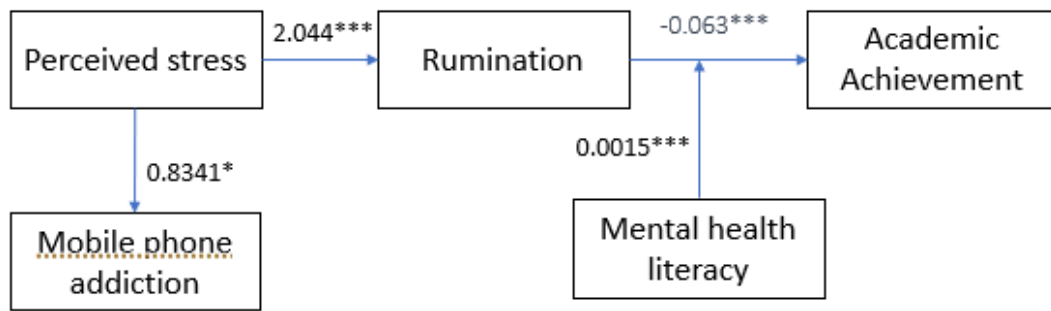 2.044***
-0.063***
Perceived stress
Rumination
Academic
Achievement
0.8341*
0.0015***
Mobile phone
addiction
Mental health
literacy